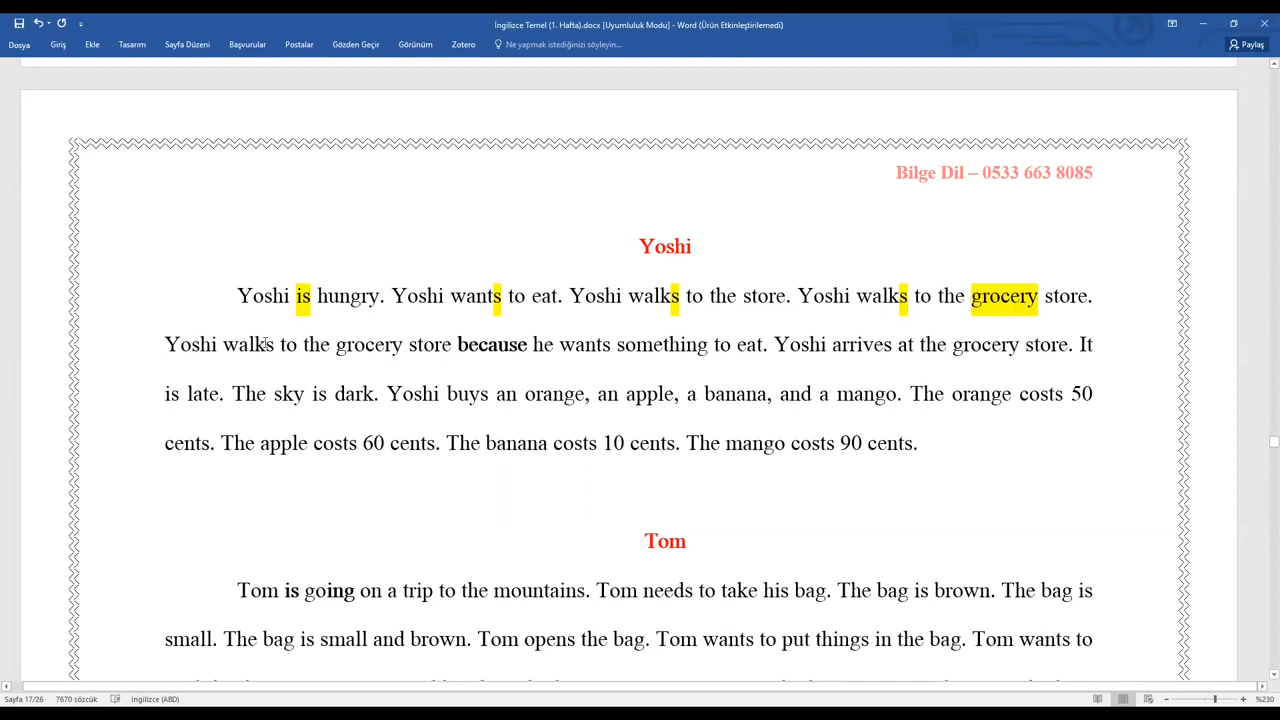 İngilizce Temel (1. Hafta).docx [Uyumluluk Modu] - Word (Ürün Etkinleştirilemedi)
Dosya Giriş Ekle Tasarım Sayfa Düzeni Başvurular Postalar Gözden Geçir Görünüm Zotero Ne yapmak istediğinizi söyleyin... Paylaş
Bilge Dil – 0533 663 8085
Yoshi
Yoshi is hungry. Yoshi wants to eat. Yoshi walks to the store. Yoshi walks to the grocery store.
Yoshi walks to the grocery store because he wants something to eat. Yoshi arrives at the grocery store. It
is late. The sky is dark. Yoshi buys an orange, an apple, a banana, and a mango. The orange costs 50
cents. The apple costs 60 cents. The banana costs 10 cents. The mango costs 90 cents.
Tom
Tom is going on a trip to the mountains. Tom needs to take his bag. The bag is brown. The bag is
small. The bag is small and brown. Tom opens the bag. Tom wants to put things in the bag. Tom wants to
Sayfa 17/26 7670 sözcük İngilizce (ABD) %230